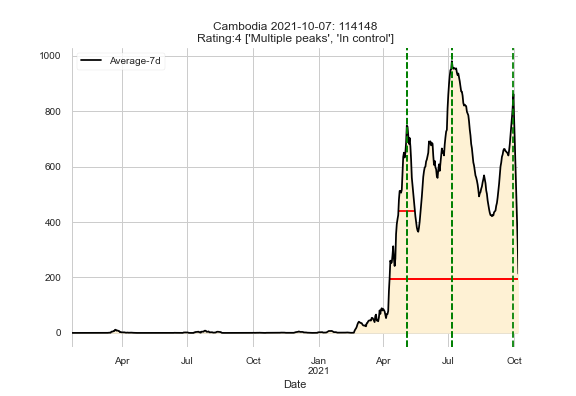 Cambodia 2021-10-07: 114148
Rating:4 ['Multiple peaks', 'In control']
Average-7d
1000
800
600
400
200
0
Apr
Jul
Oct
Jan
2021
Apr
Jul
Oct
Date